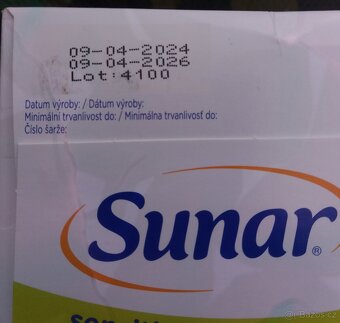 09-04-2024
09-04-2026
Lot:4100
Datum výroby: / Dátum výroby:
Minimální trvanlivost do: / Minimálna trvanlivosť do:
Číslo šarže:
Sunar®